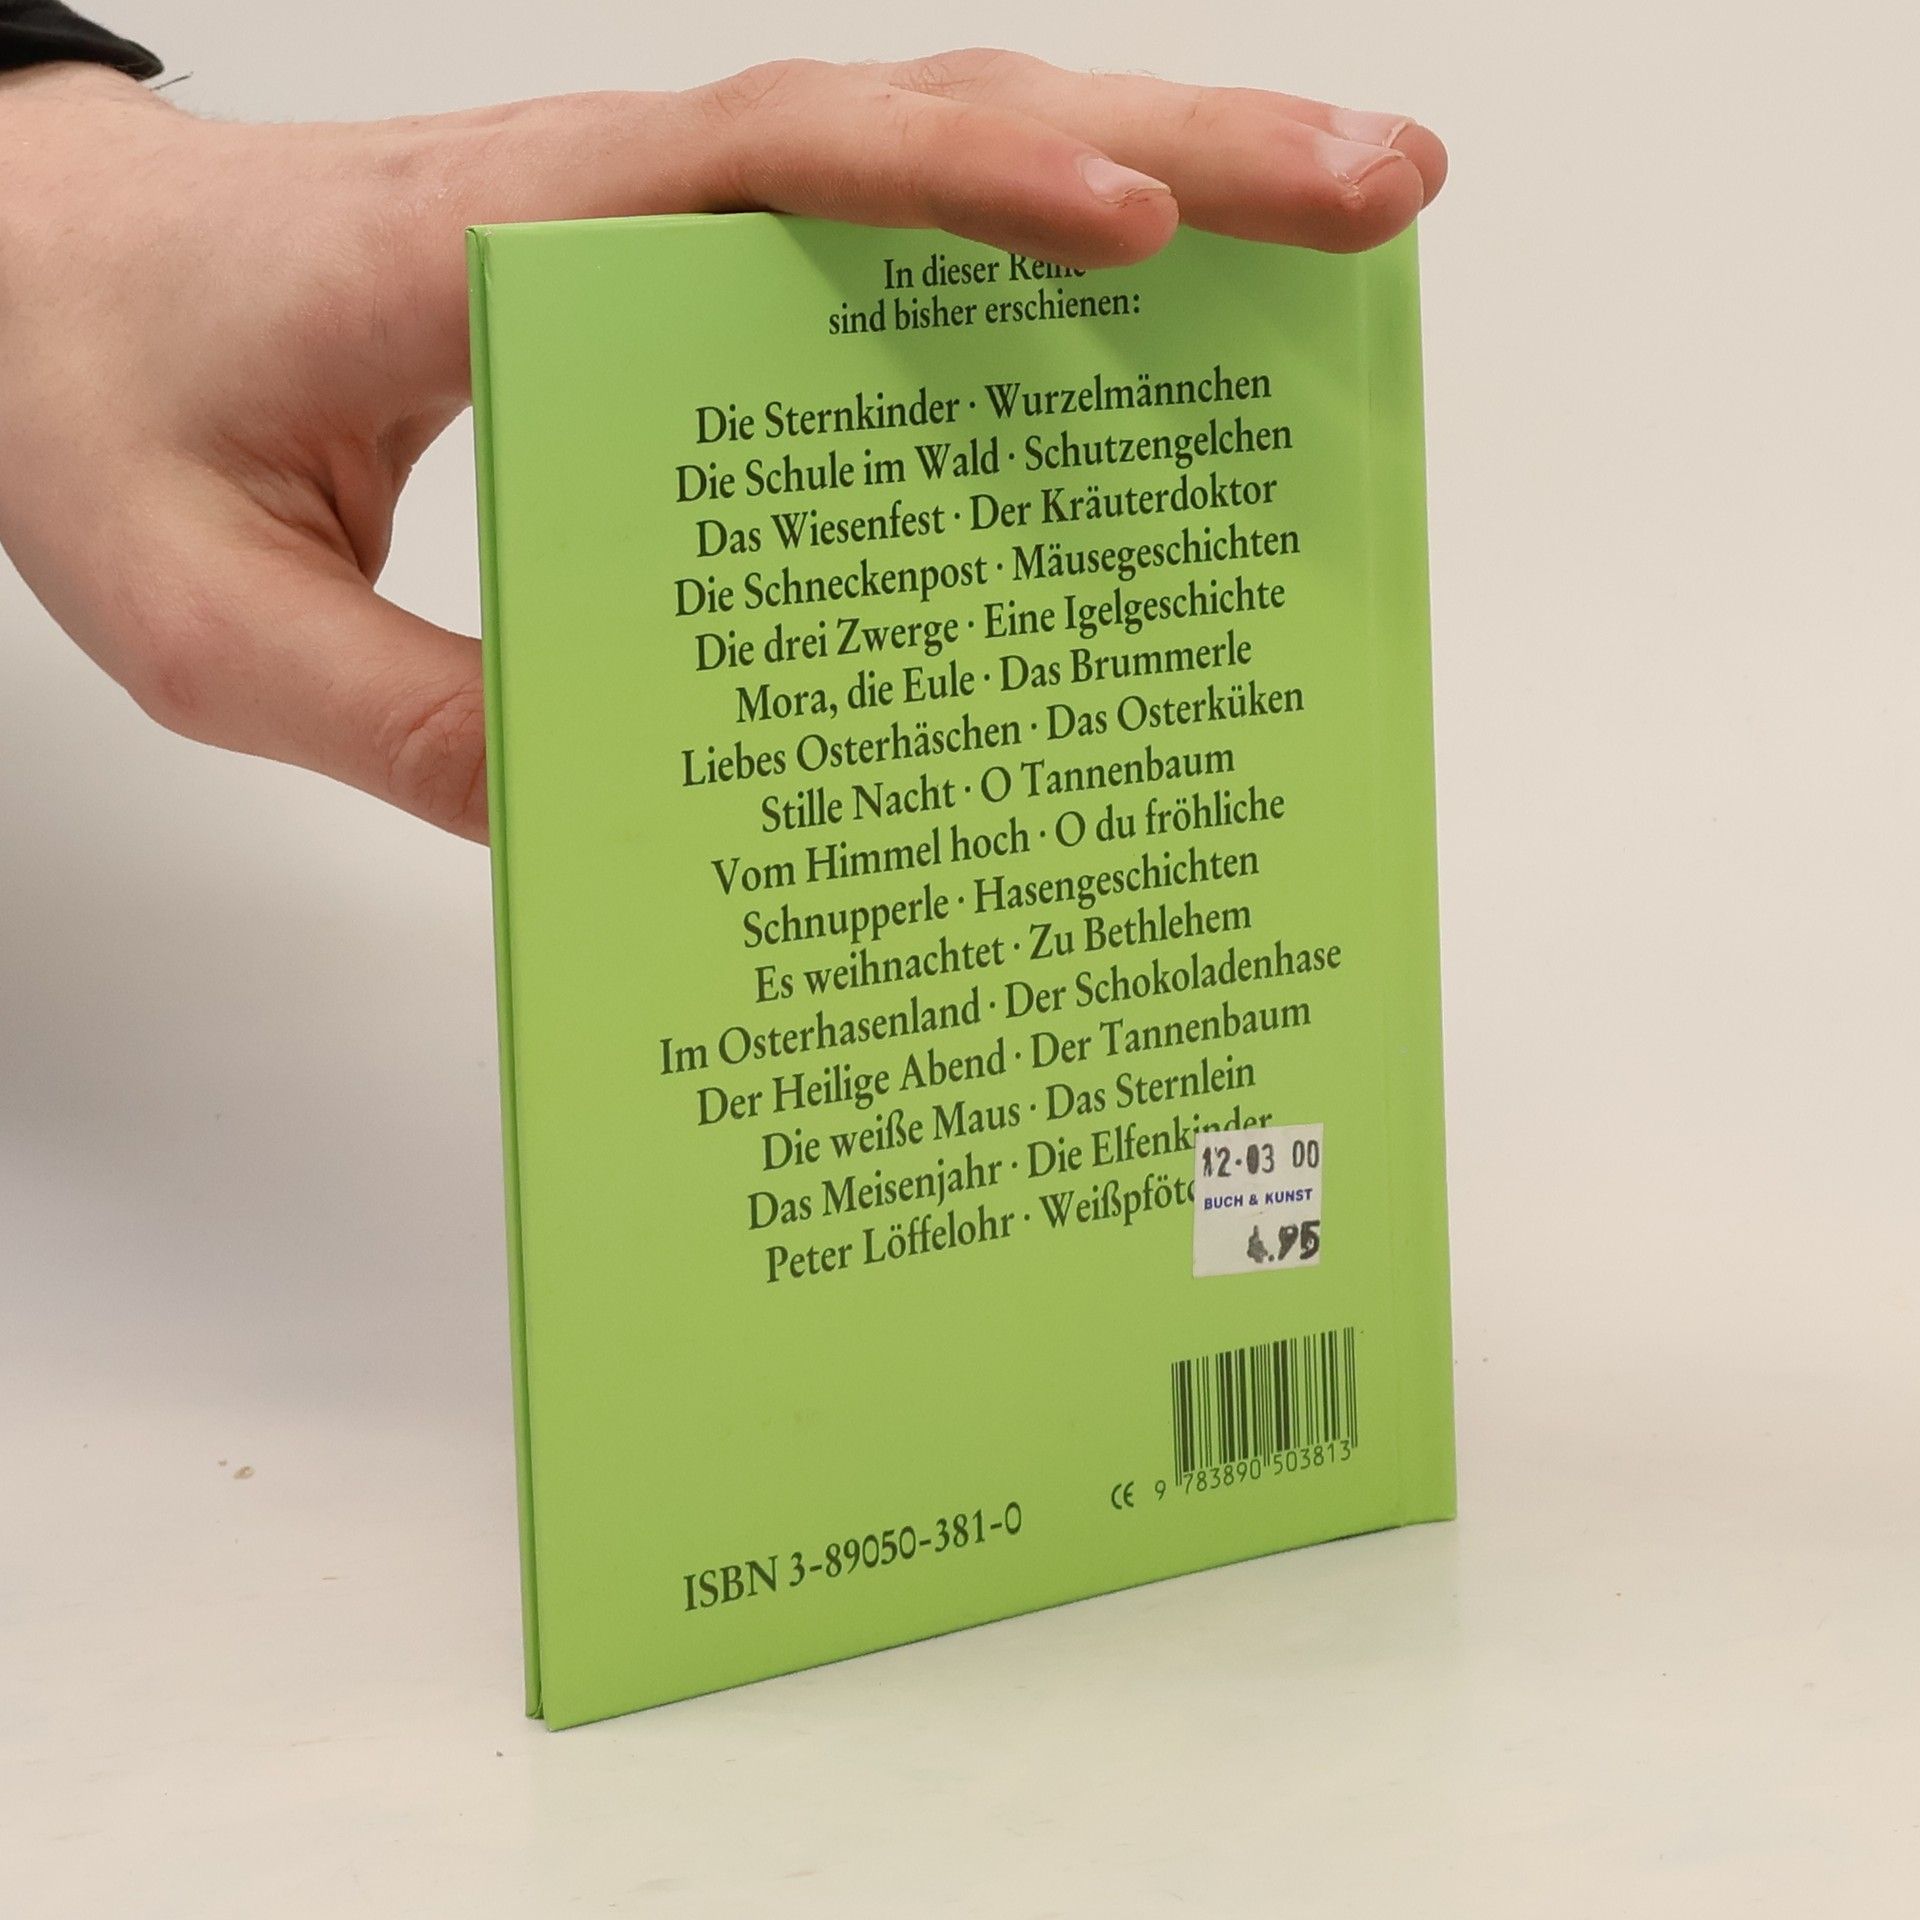 In dieser Reihe
sind bisher erschienen:
Die Sternkinder · Wurzelmännchen
Die Schule im Wald · Schutzengelchen
Das Wiesenfest · Der Kräuterdoktor
Die Schneckenpost · Mäusegeschichten
Die drei Zwerge · Eine Igelgeschichte
Mora, die Eule · Das Brummerle
Liebes Osterhäschen · Das Osterküken
Stille Nacht · O Tannenbaum
Vom Himmel hoch · O du fröhliche
Schnupperle · Hasengeschichten
Es weihnachtet · Zu Bethlehem
Im Osterhasenland · Der Schokoladenhase
Der Heilige Abend · Der Tannenbaum
Die weiße Maus · Das Sternlein
Das Meisenjahr · Die Elfenkinder
Peter Löffelohr ·
12·03 00
BUCH & KUNST
CE 9 783890 503813
ISBN 3-89050-381-0